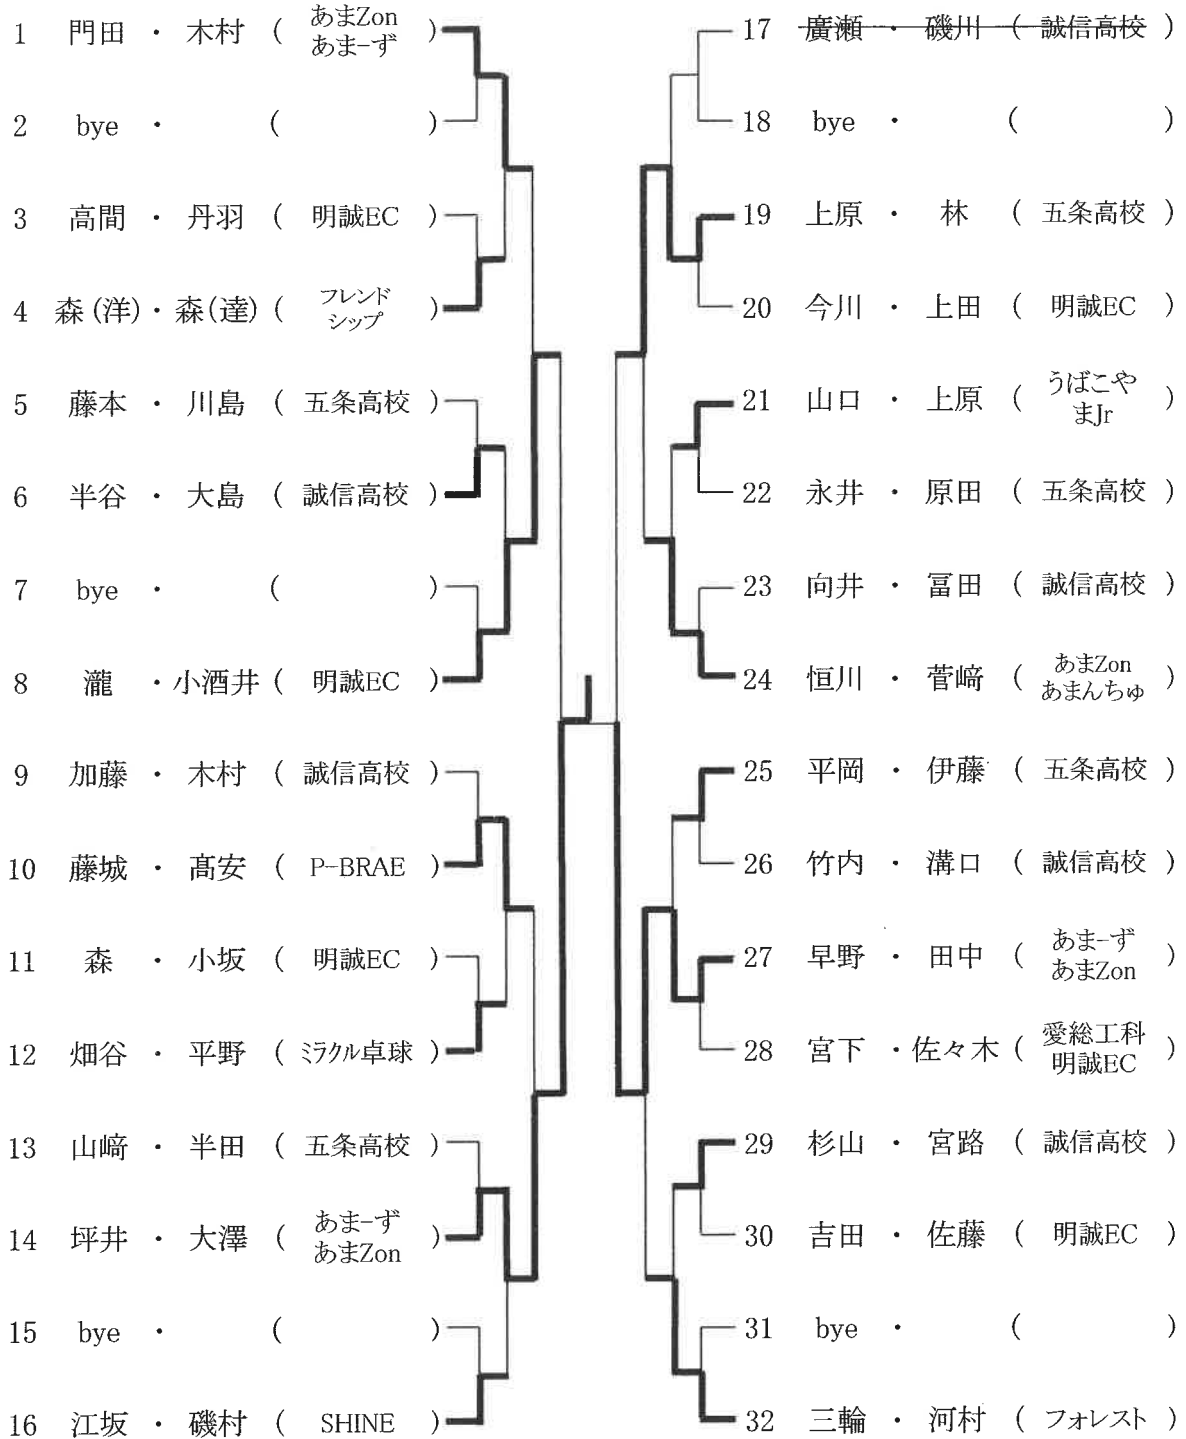 1 門田 ・ 木村 ( あまZon
あまーず )
2 bye ・ ( )
3 高間 ・ 丹羽 ( 明誠EC )
4 森(洋)・森(達) ( フレンド
シップ )
5 藤本 ・ 川島 ( 五条高校 )
6 半谷 ・ 大島 ( 誠信高校 )
7 bye ・ ( )
8 瀧 ・小酒井 ( 明誠EC )
9 加藤 ・ 木村 ( 誠信高校 )
10 藤城 ・ 髙安 ( P-BRAE )
11 森 ・ 小坂 ( 明誠EC )
12 畑谷 ・ 平野 ( ミラクル卓球 )
13 山﨑 ・ 半田 ( 五条高校 )
14 坪井 ・ 大澤 ( あまーず
あまZon )
15 bye ・ ( )
16 江坂 ・ 磯村 ( SHINE )
17 廣瀬 ・ 磯川 ( 誠信高校 )
18 bye ・ ( )
19 上原 ・ 林 ( 五条高校 )
20 今川 ・ 上田 ( 明誠EC )
21 山口 ・ 上原 ( うばこや
まJr )
22 永井 ・ 原田 ( 五条高校 )
23 向井 ・ 冨田 ( 誠信高校 )
24 恒川 ・ 菅﨑 ( あまZon
あまんちゅ )
25 平岡 ・ 伊藤 ( 五条高校 )
26 竹内 ・ 溝口 ( 誠信高校 )
27 早野 ・ 田中 ( あまーず
あまZon )
28 宮下 ・佐々木 ( 愛総工科
明誠EC )
29 杉山 ・ 宮路 ( 誠信高校 )
30 吉田 ・ 佐藤 ( 明誠EC )
31 bye ・ ( )
32 三輪 ・ 河村 ( フォレスト )